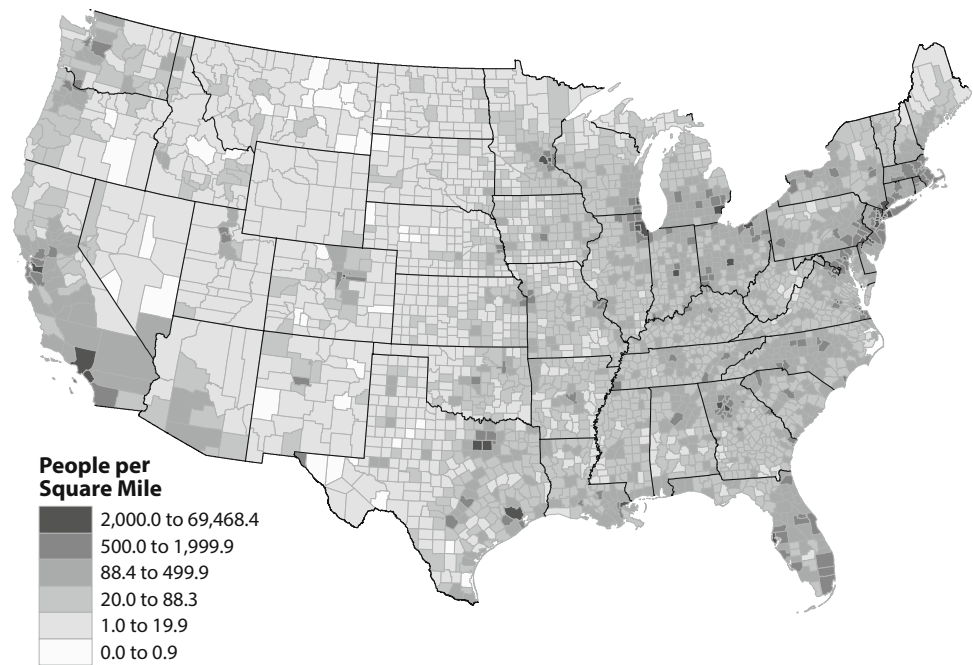 People per
Square Mile
2,000.0 to 69,468.4
500.0 to 1,999.9
88.4 to 499.9
20.0 to 88.3
1.0 to 19.9
0.0 to 0.9